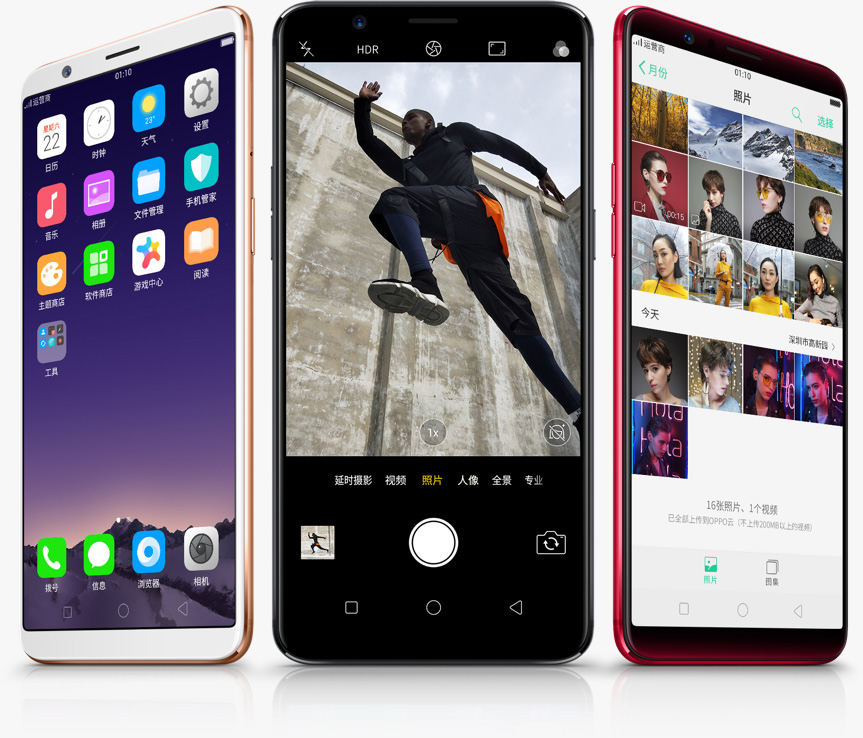 运营商
01:10
星期六
22
日历
时钟
23°
天气
设置
音乐
相册
文件管理
手机管家
主题商店
软件商店
游戏中心
阅读
工具
拨号
信息
浏览器
相机
HDR
1x
延时摄影 视频 照片 人像 全景 专业
运营商
01:10
月份
照片
选择
00:15
今天
深圳市高新园
Hola
16张照片、1个视频
已全部上传到OPPO云（不上传200MB以上的视频）
照片
图集